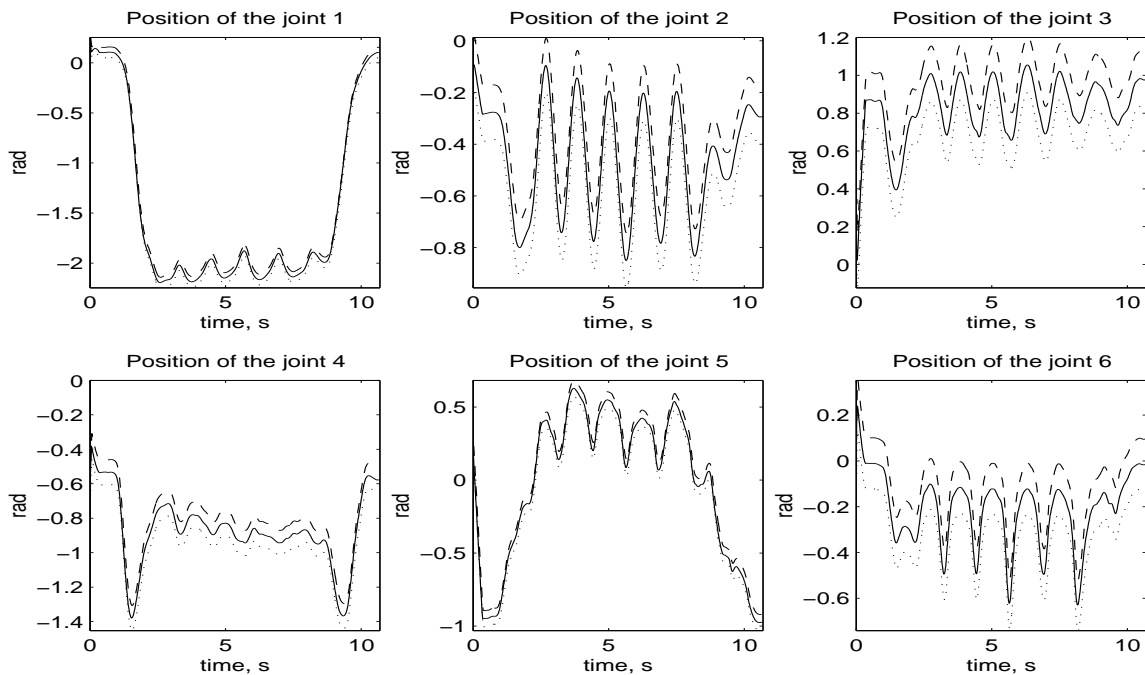 Position of the joint 1
0
−0.5
−1
−1.5
−2
rad
0 5 10
time, s
Position of the joint 2
0
−0.2
−0.4
−0.6
−0.8
rad
0 5 10
time, s
Position of the joint 3
1.2
1
0.8
0.6
0.4
0.2
0
rad
0 5 10
time, s
Position of the joint 4
0
−0.2
−0.4
−0.6
−0.8
−1
−1.2
−1.4
rad
0 5 10
time, s
Position of the joint 5
0.5
0
−0.5
−1
rad
0 5 10
time, s
Position of the joint 6
0.2
0
−0.2
−0.4
−0.6
rad
0 5 10
time, s